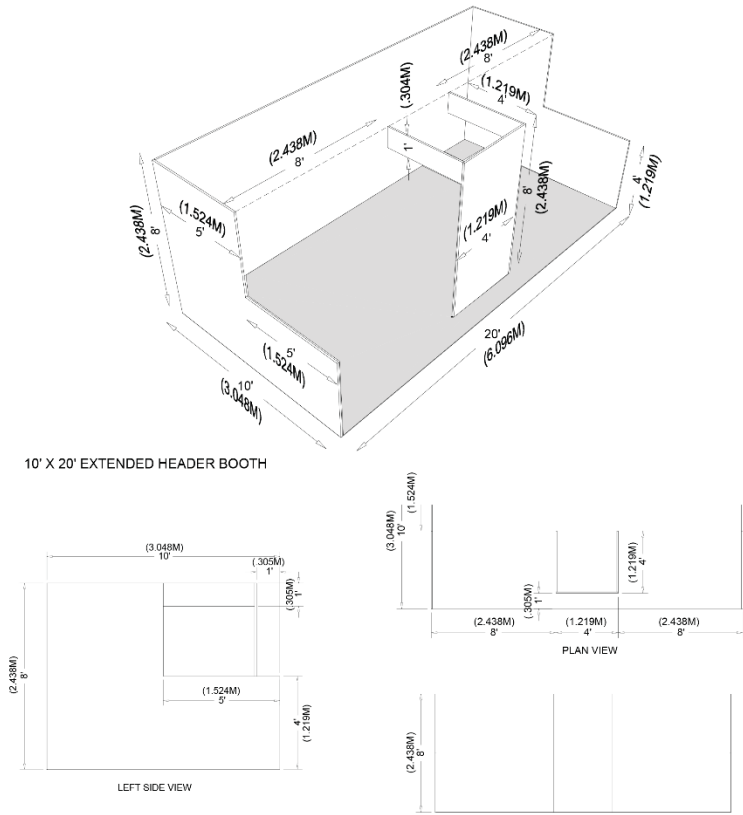 (2.438M)
8'
(1.219M)
4'
(.304M)
1'
(2.438M)
8'
(1.524M)
5'
(2.438M)
8'
8'
(2.438M)
(1.219M)
4'
4'
(1.219M)
5'
(1.524M)
10'
(3.048M)
20'
(6.096M)
10' X 20' EXTENDED HEADER BOOTH
(3.048M)
10'
(.305M)
1'
1'
(.305M)
(2.438M)
8'
(1.524M)
5'
4'
(1.219M)
LEFT SIDE VIEW
(1.524M)
(3.048M)
10'
(1.219M)
4'
(.305M)
1'
(2.438M)
8'
(1.219M)
4'
(2.438M)
8'
PLAN VIEW
(2.438M)
8'